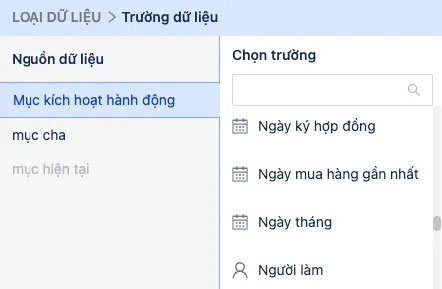 LOẠI DỮ LIỆU > Trường dữ liệu
Nguồn dữ liệu
Mục kích hoạt hành động
mục cha
mục hiện tại
Chọn trường
Ngày ký hợp đồng
Ngày mua hàng gần nhất
Ngày tháng
Người làm